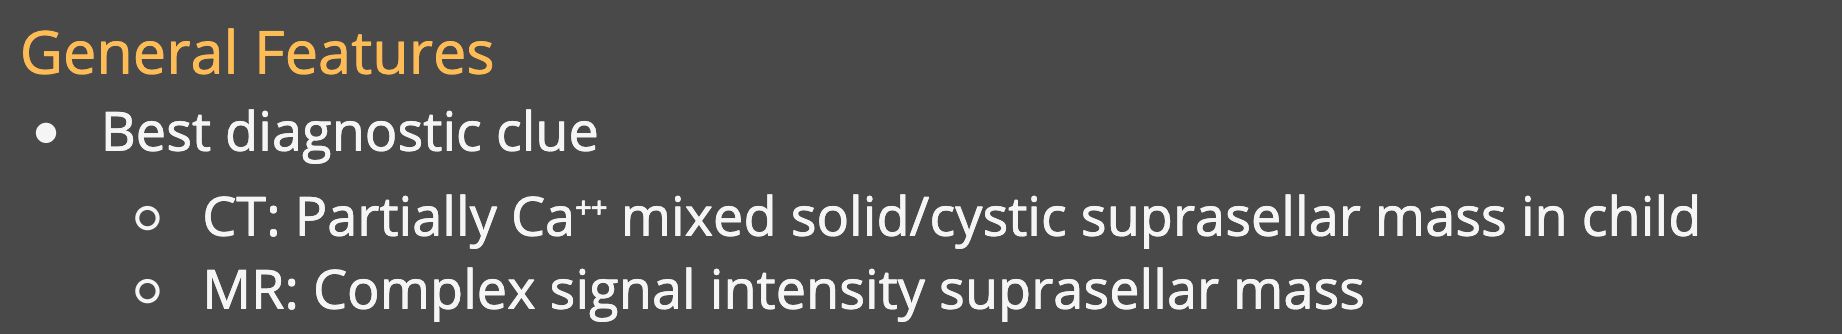 General Features
• Best diagnostic clue
○ CT: Partially Ca⁺⁺ mixed solid/cystic suprasellar mass in child
○ MR: Complex signal intensity suprasellar mass